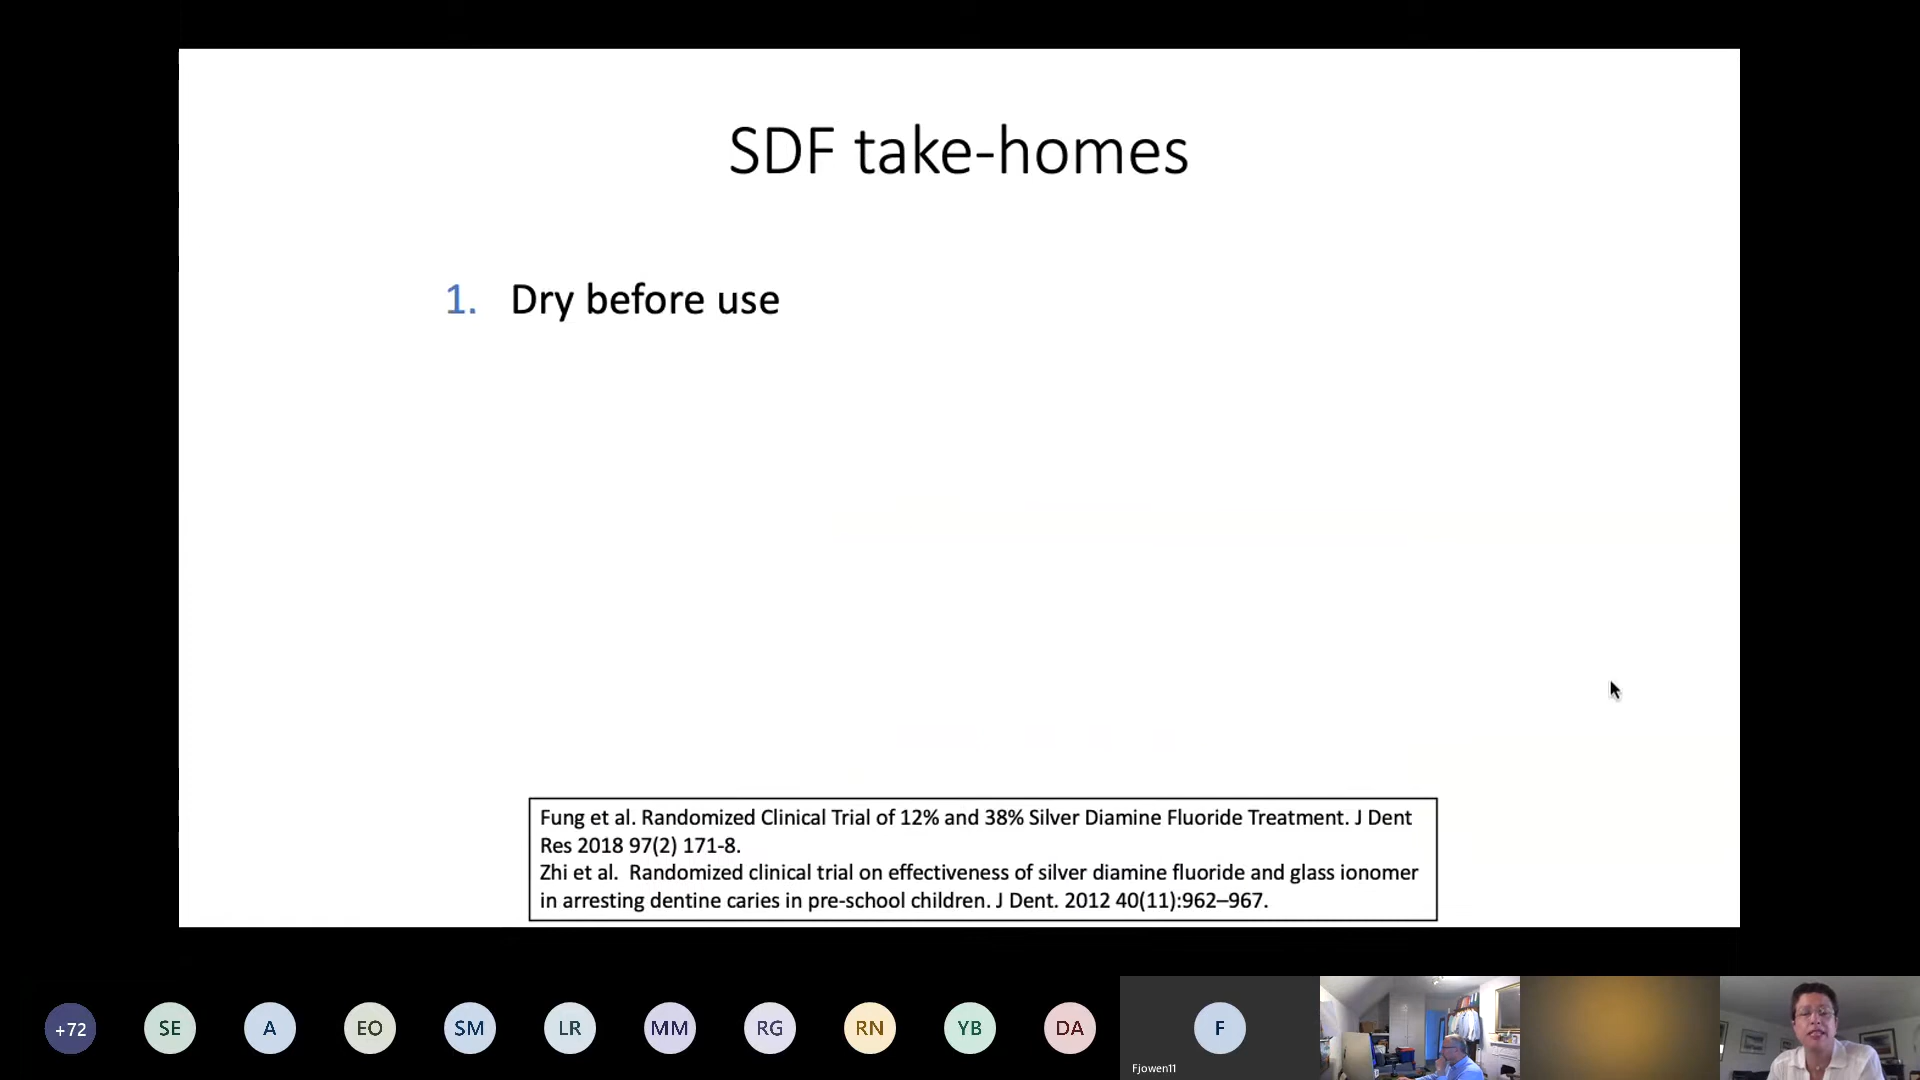 SDF take-homes
1. Dry before use
Fung et al. Randomized Clinical Trial of 12% and 38% Silver Diamine Fluoride Treatment. J Dent
Res 2018 97(2) 171-8.
Zhi et al.  Randomized clinical trial on effectiveness of silver diamine fluoride and glass ionomer
in arresting dentine caries in pre-school children. J Dent. 2012 40(11):962–967.
+72 SE A EO SM LR MM RG RN YB DA F
Fjowen11